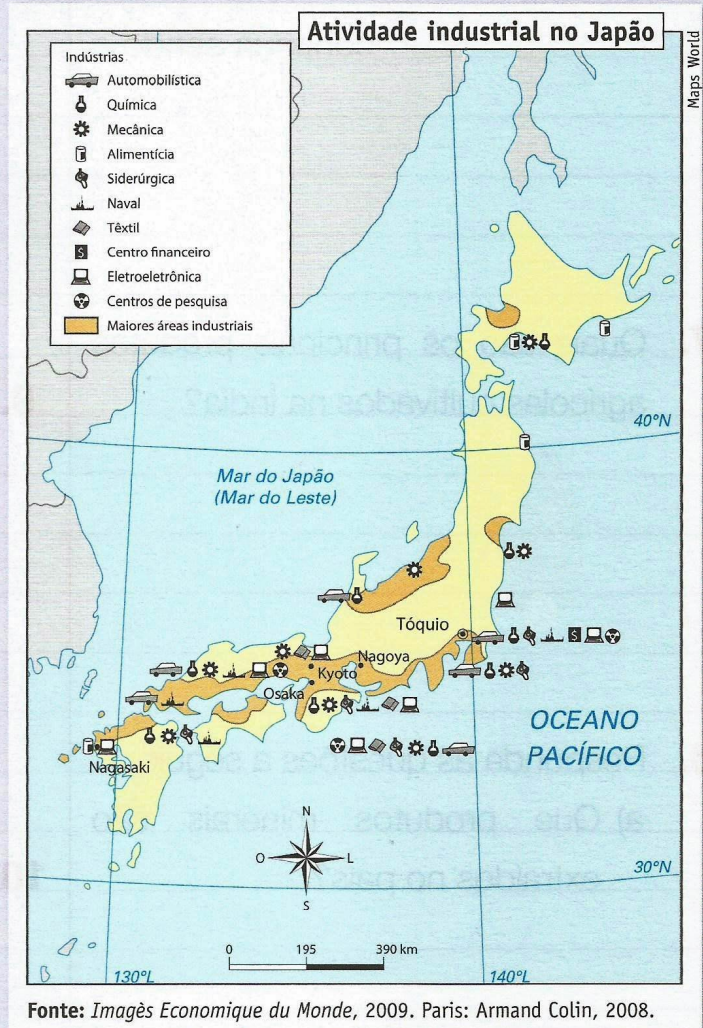 Atividade industrial no Japão
Maps World
Indústrias
Automobilística
Química
Mecânica
Alimentícia
Siderúrgica
Naval
Têxtil
Centro financeiro
Eletroeletrônica
Centros de pesquisa
Maiores áreas industriais
40°N
Mar do Japão
(Mar do Leste)
Tóquio
Nagoya
Kyoto
Osaka
OCEANO
PACÍFICO
Nagasaki
N
O
L
S
30°N
0 195 390 km
130°L
140°L
Fonte: Imagès Economique du Monde, 2009. Paris: Armand Colin, 2008.